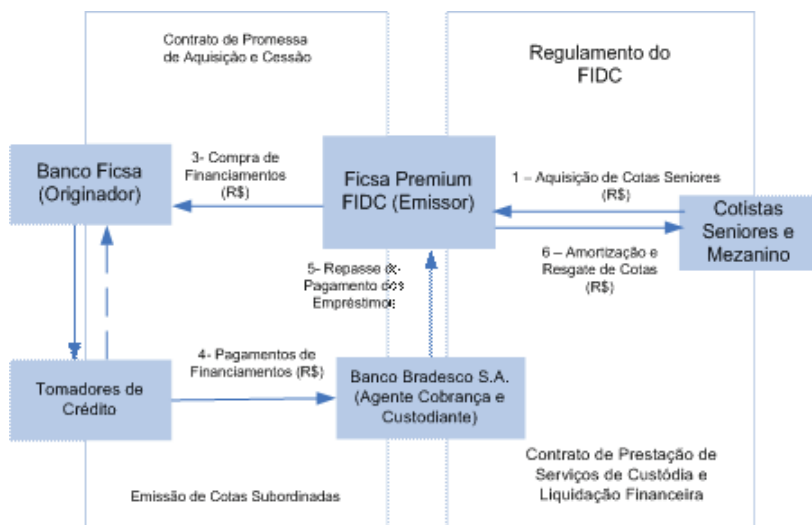 Contrato de Promessa
de Aquisição e Cessão
Regulamento do
FIDC
Banco Ficsa
(Originador)
3- Compra de
Financiamentos
(R$)
Ficsa Premium
FIDC (Emissor)
1 – Aquisição de Cotas Seniores
(R$)
Cotistas
Seniores e
Mezanino
6 – Amortização e
Resgate de Cotas
(R$)
5- Repasse
Pagamento dos
Empréstimos
4- Pagamentos de
Financiamentos (R$)
Tomadores de
Crédito
Banco Bradesco S.A.
(Agente Cobrança e
Custodiante)
Contrato de Prestação de
Serviços de Custódia e
Liquidação Financeira
Emissão de Cotas Subordinadas